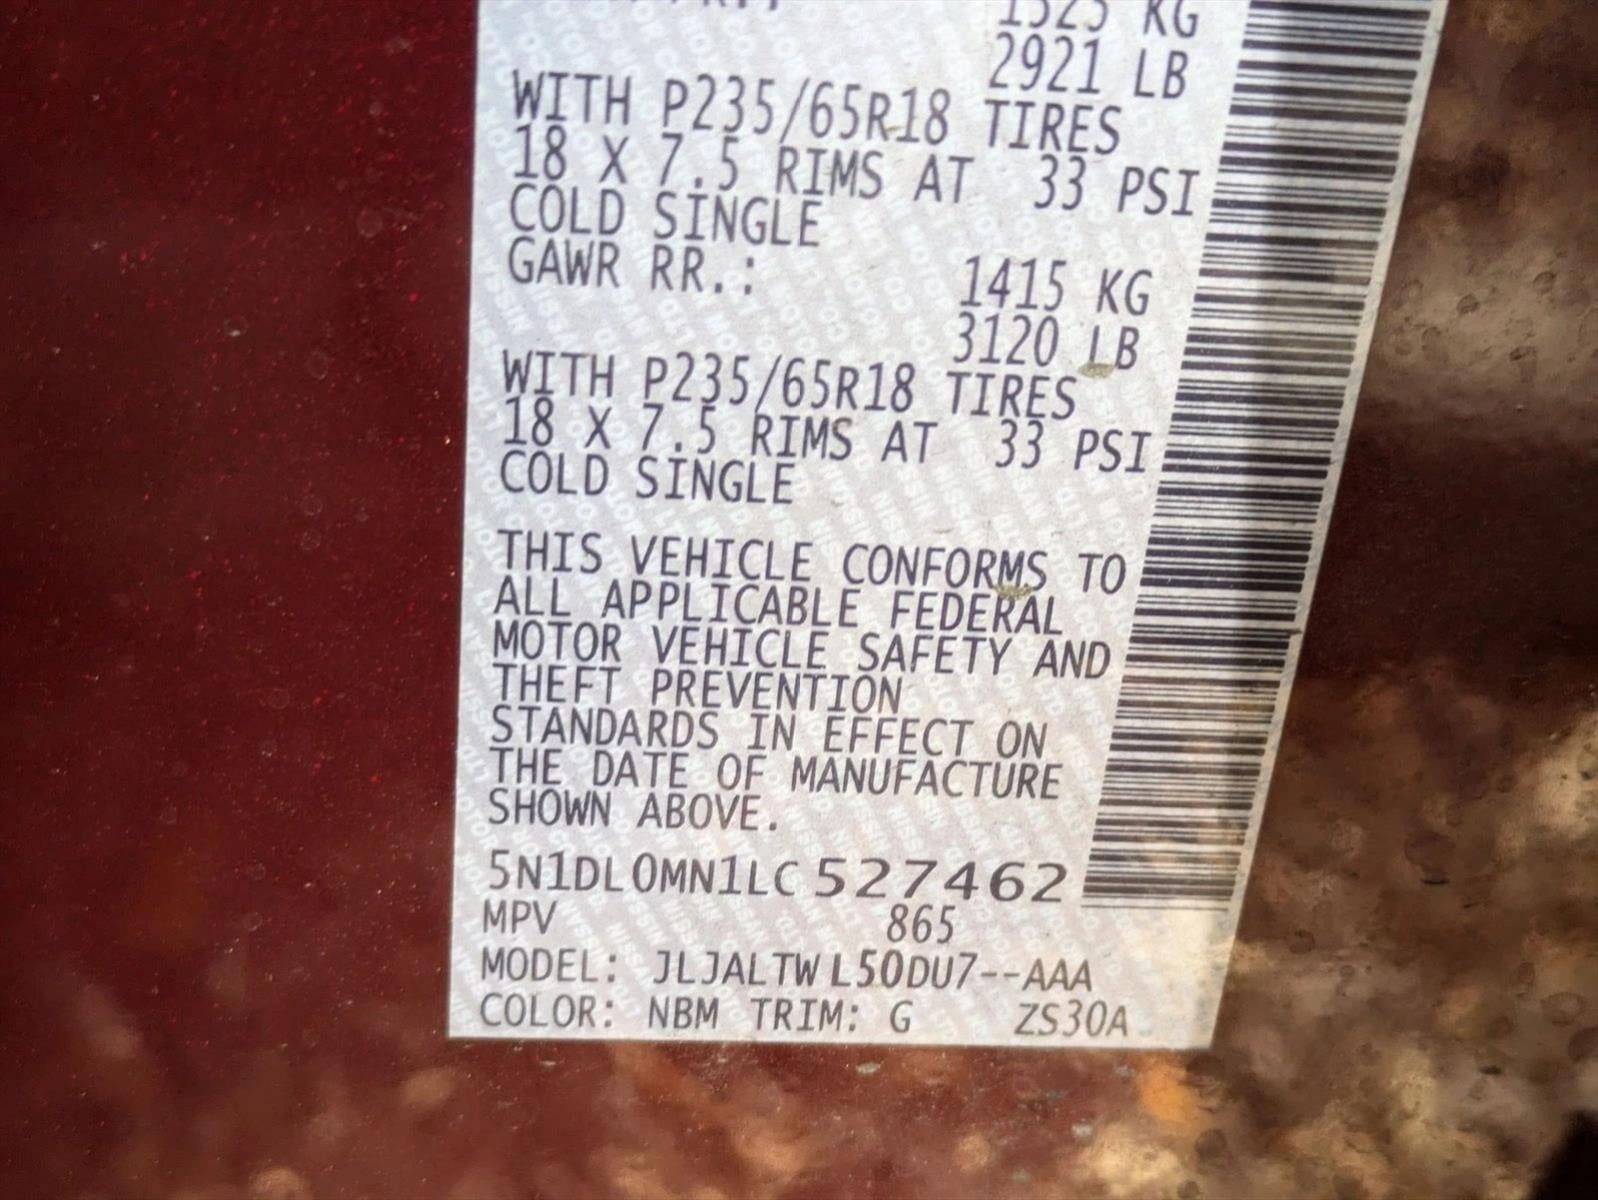 1325 KG
2921 LB
WITH P235/65R18 TIRES
18 X 7.5 RIMS AT 33 PSI
COLD SINGLE
GAWR RR.: 1415 KG
3120 LB
WITH P235/65R18 TIRES
18 X 7.5 RIMS AT 33 PSI
COLD SINGLE
THIS VEHICLE CONFORMS TO
ALL APPLICABLE FEDERAL
MOTOR VEHICLE SAFETY AND
THEFT PREVENTION
STANDARDS IN EFFECT ON
THE DATE OF MANUFACTURE
SHOWN ABOVE.
5N1DL0MN1LC527462
MPV 865
MODEL: JLJALTWL50DU7--AAA
COLOR: NBM TRIM: G ZS30A